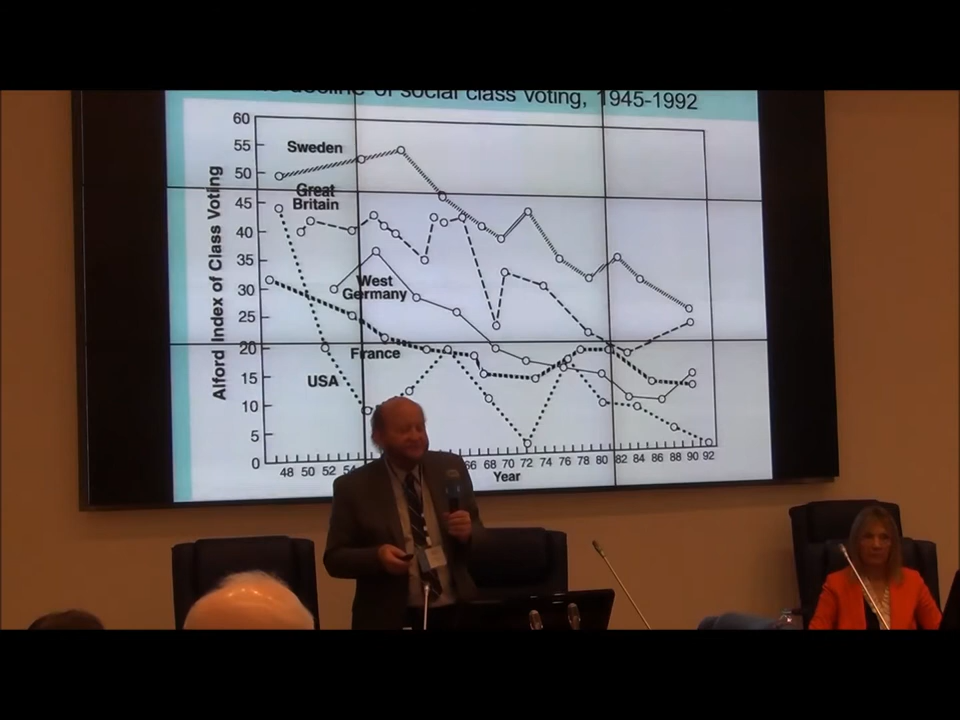 decline of social class voting, 1945-1992
60
55
50
45
40
35
30
25
20
15
10
5
0
Alford Index of Class Voting
Sweden
Great
Britain
West
Germany
France
USA
48 50 52 54 66 68 70 72 74 76 78 80 82 84 86 88 90 92
Year